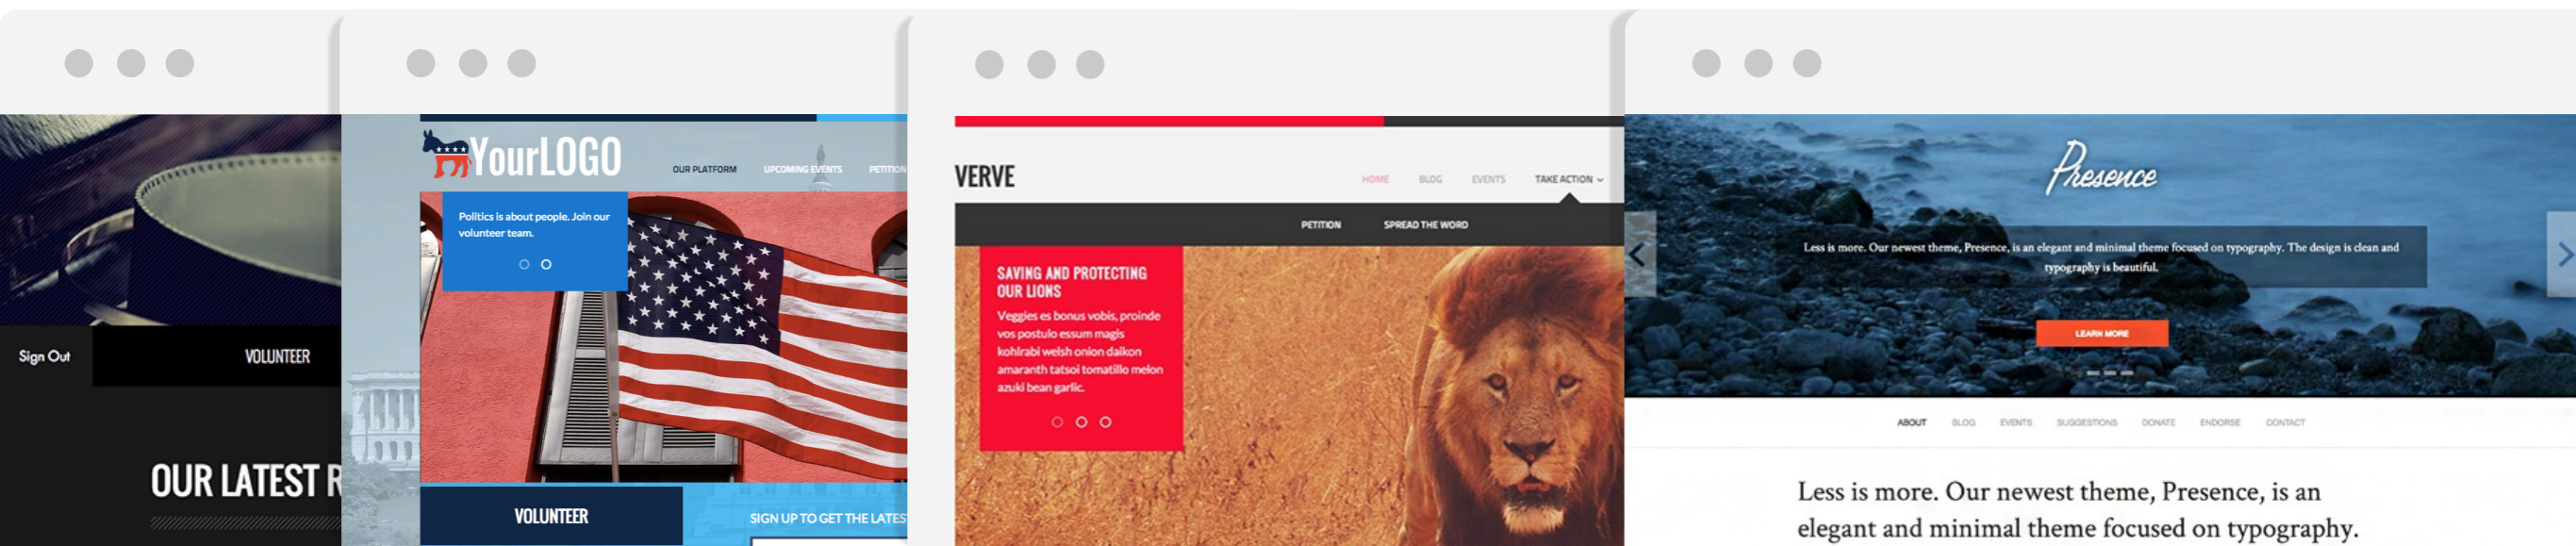 Sign Out
VOLUNTEER
OUR LATEST R
YourLOGO
OUR PLATFORM
UPCOMING EVENTS
PETITION
Politics is about people. Join our
volunteer team.
VOLUNTEER
SIGN UP TO GET THE LATES
VERVE
HOME
BLOG
EVENTS
TAKE ACTION
PETITION
SPREAD THE WORD
SAVING AND PROTECTING
OUR LIONS
Veggies es bonus vobis, proinde
vos postulo essum magis
kohlrabi welsh onion daikon
amaranth tatsoi tomatillo melon
azuki bean garlic.
Presence
Less is more. Our newest theme, Presence, is an elegant and minimal theme focused on typography. The design is clean and
typography is beautiful.
LEARN MORE
ABOUT
BLOG
EVENTS
SUGGESTIONS
DONATE
ENDORSE
CONTACT
Less is more. Our newest theme, Presence, is an
elegant and minimal theme focused on typography.